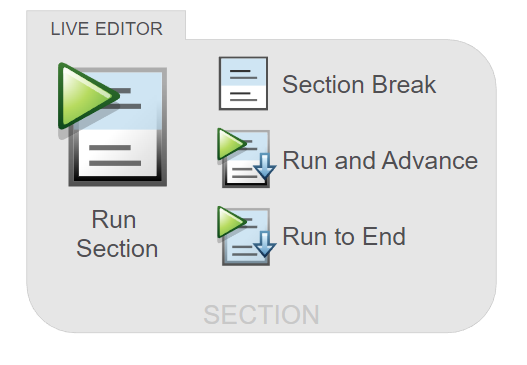 LIVE EDITOR
Run
Section
Section Break
Run and Advance
Run to End
SECTION